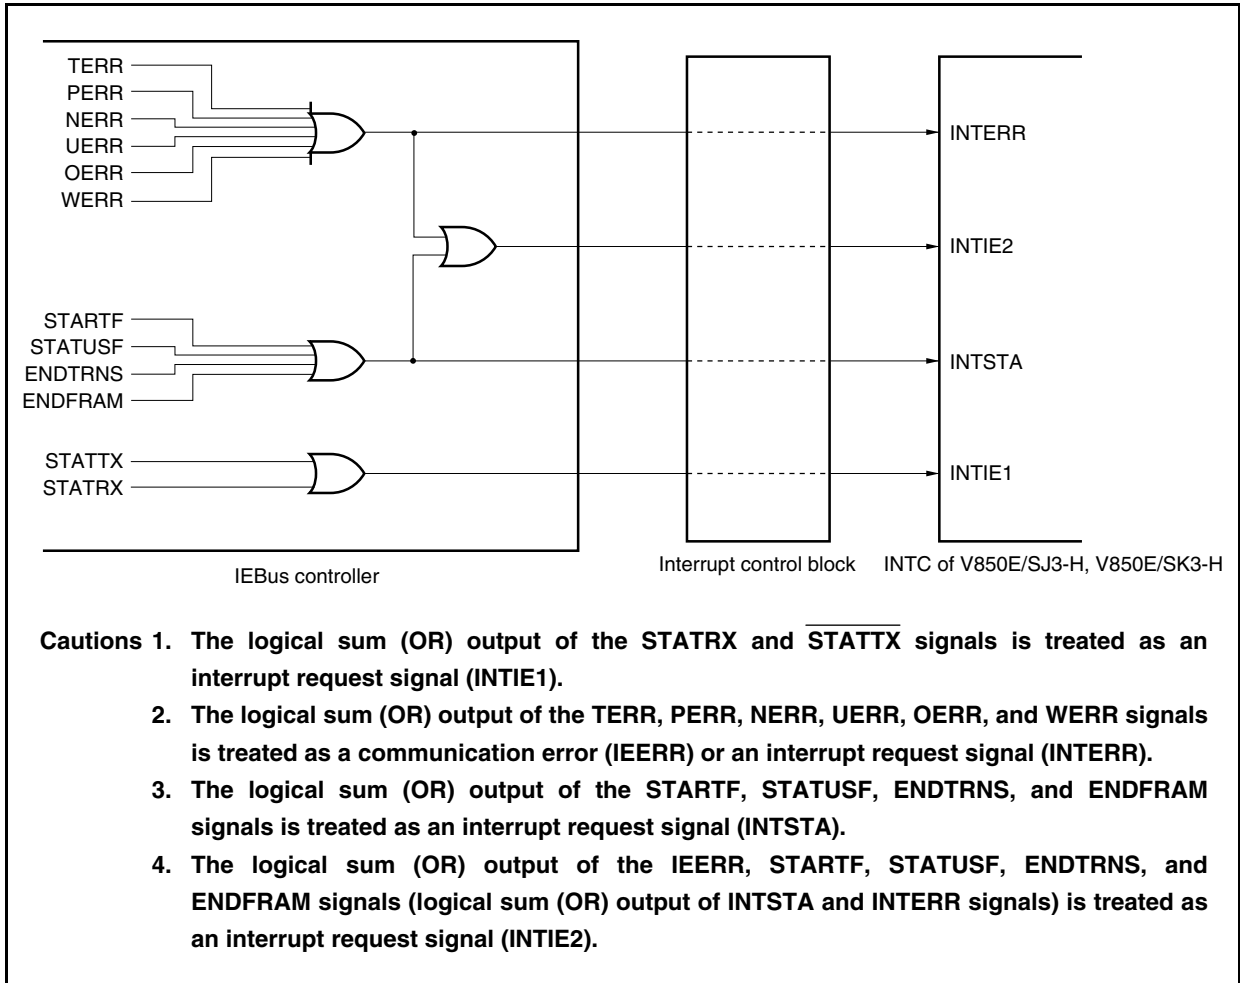 TERR
PERR
NERR
UERR
OERR
WERR
INTERR
INTIE2
STARTF
STATUSF
ENDTRNS
ENDFRAM
INTSTA
STATTX
STATRX
INTIE1
IEBus controller
Interrupt control block
INTC of V850E/SJ3-H, V850E/SK3-H
Cautions 1. The logical sum (OR) output of the STATRX and STATTX signals is treated as an
interrupt request signal (INTIE1).
2. The logical sum (OR) output of the TERR, PERR, NERR, UERR, OERR, and WERR signals
is treated as a communication error (IEERR) or an interrupt request signal (INTERR).
3. The logical sum (OR) output of the STARTF, STATUSF, ENDTRNS, and ENDFRAM
signals is treated as an interrupt request signal (INTSTA).
4. The logical sum (OR) output of the IEERR, STARTF, STATUSF, ENDTRNS, and
ENDFRAM signals (logical sum (OR) output of INTSTA and INTERR signals) is treated as
an interrupt request signal (INTIE2).